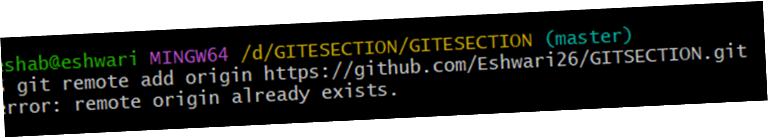 shab@eshwari MINGW64 /d/GITESECTION/GITESECTION (master)
git remote add origin https://github.com/Eshwari26/GITSECTION.git
rror: remote origin already exists.